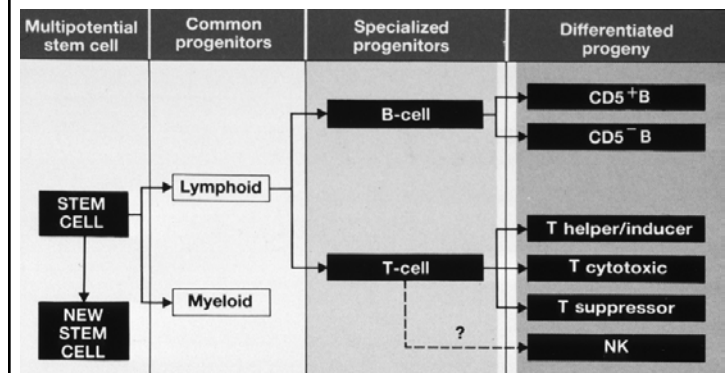 Multipotential
stem cell
Common
progenitors
Specialized
progenitors
Differentiated
progeny
STEM
CELL
NEW
STEM
CELL
Lymphoid
Myeloid
B-cell
T-cell
?
CD5⁺B
CD5⁻B
T helper/inducer
T cytotoxic
T suppressor
NK